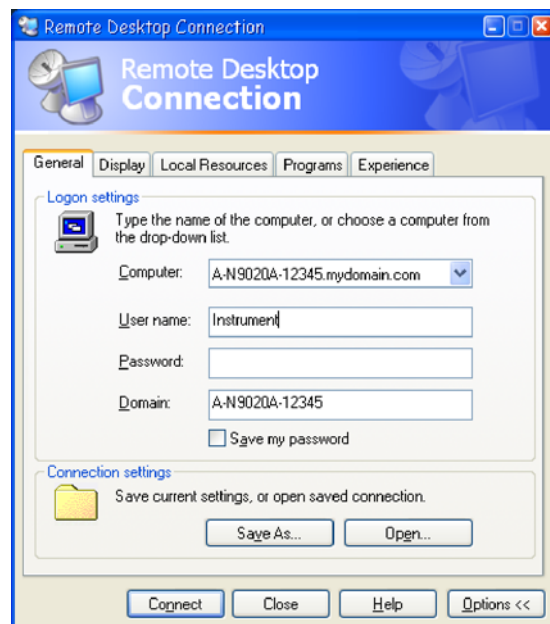 Remote Desktop Connection
Remote Desktop
Connection
General Display Local Resources Programs Experience
Logon settings
Type the name of the computer, or choose a computer from
the drop-down list.
Computer: A-N9020A-12345.mydomain.com
User name: Instrument
Password:
Domain: A-N9020A-12345
Save my password
Connection settings
Save current settings, or open saved connection.
Save As... Open...
Connect Close Help Options <<